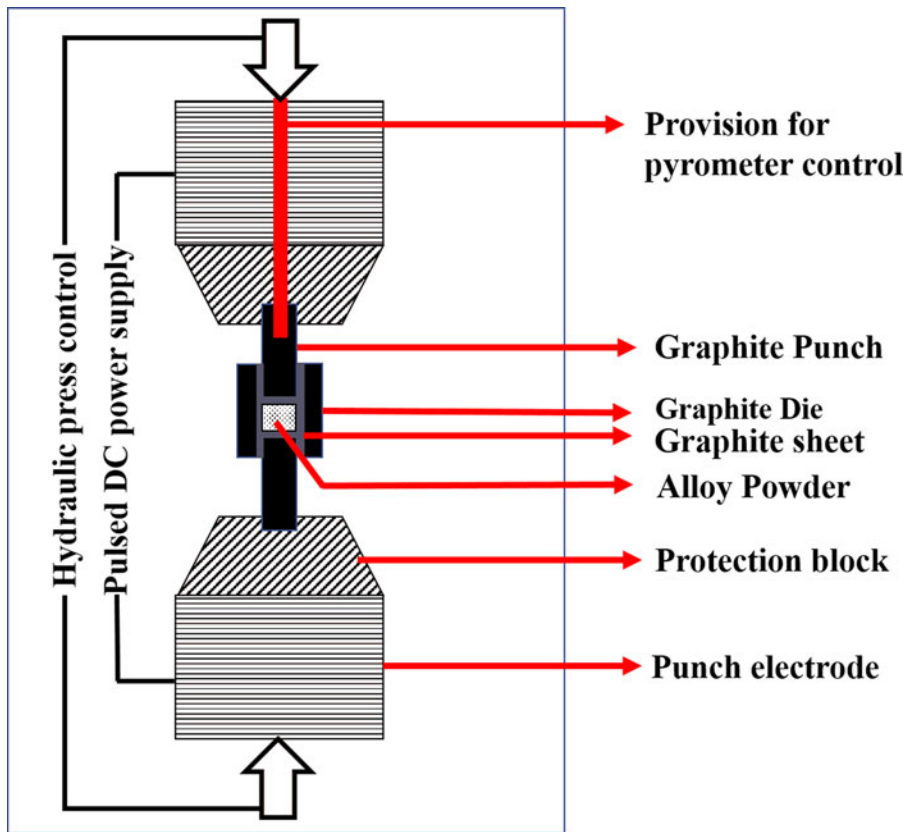 Hydraulic press control
Pulsed DC power supply
Provision for
pyrometer control
Graphite Punch
Graphite Die
Graphite sheet
Alloy Powder
Protection block
Punch electrode